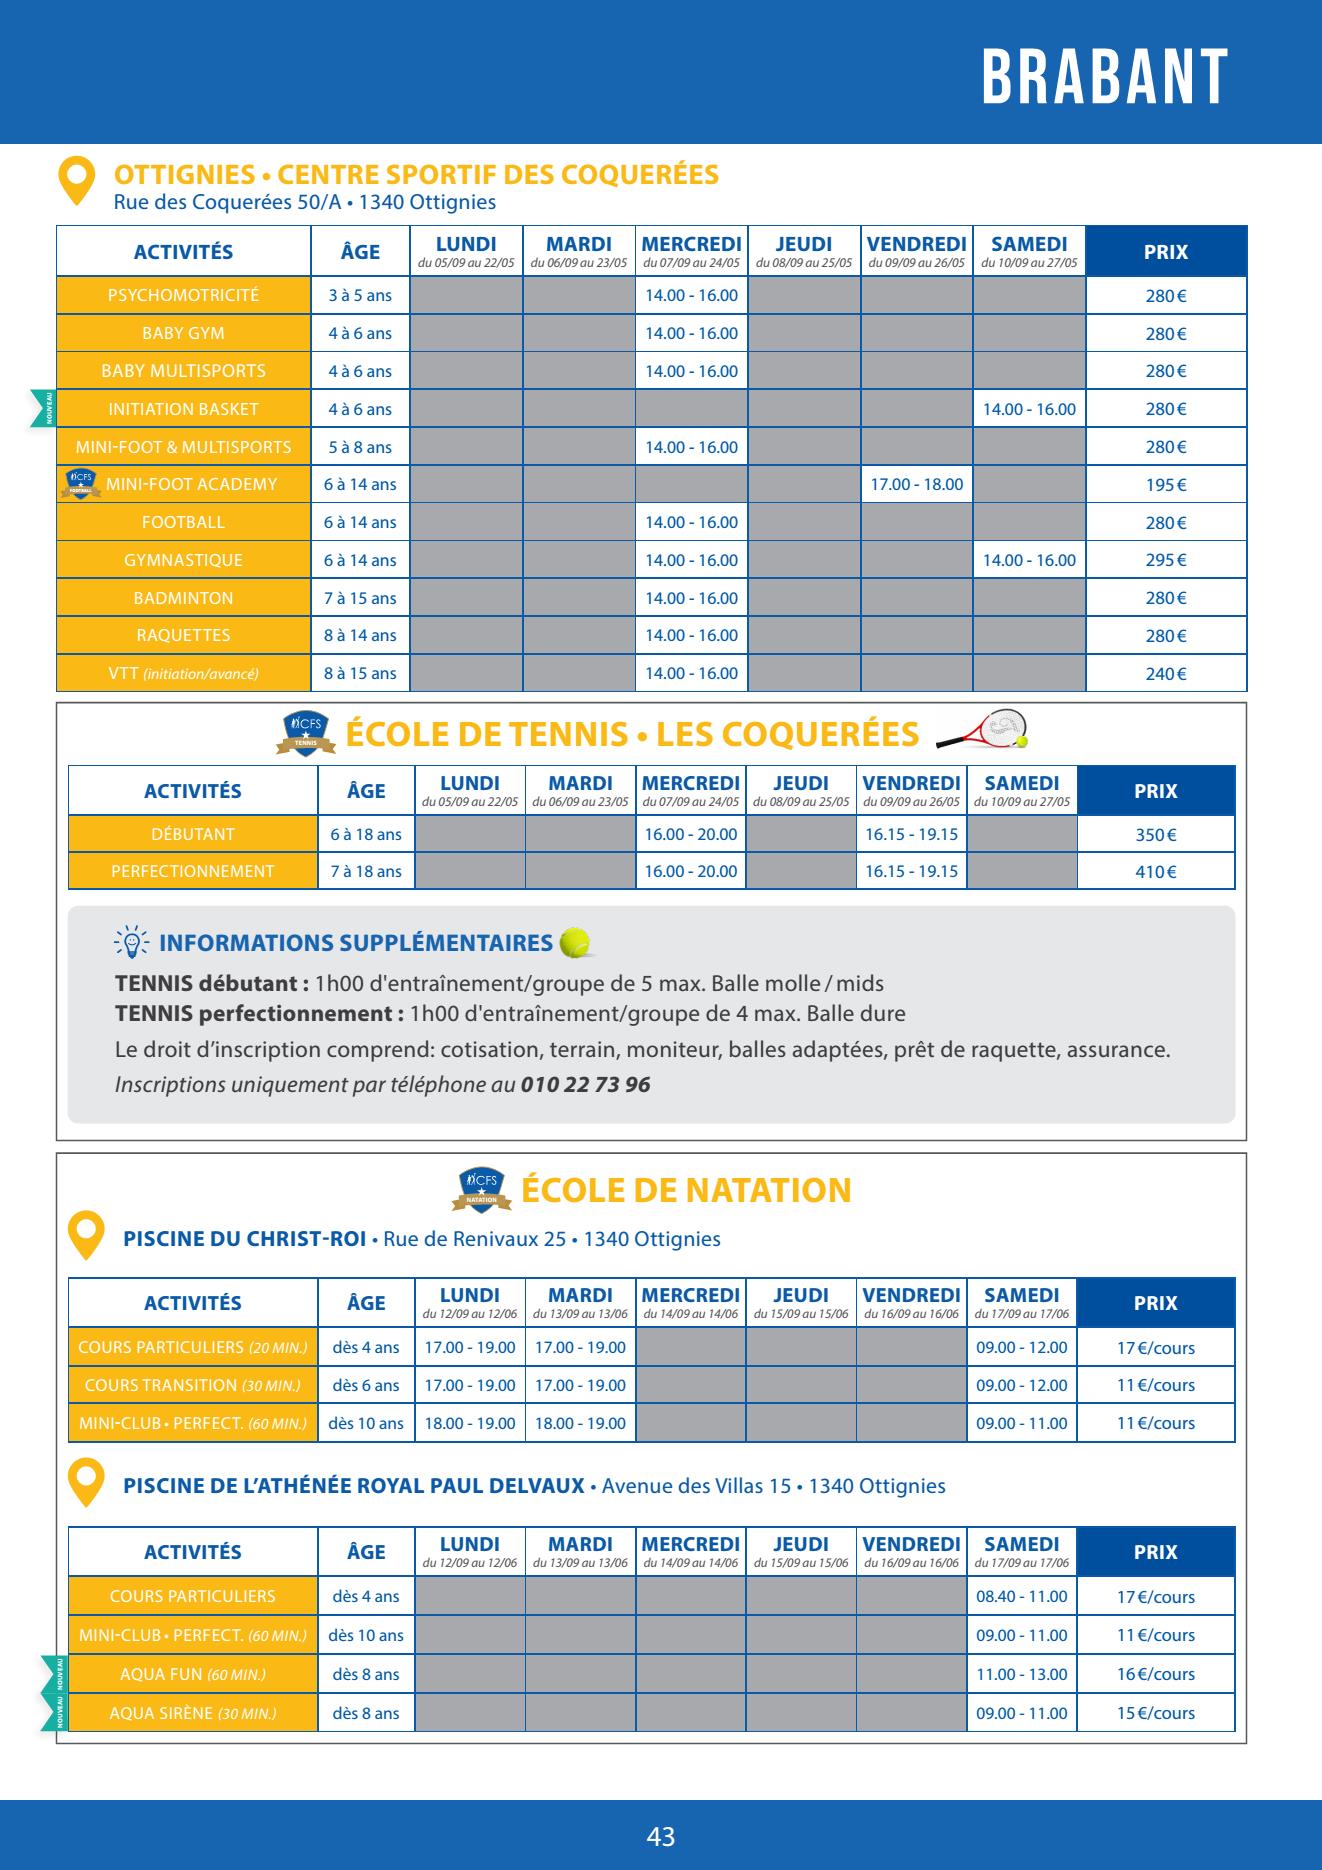 BRABANT
OTTIGNIES • CENTRE SPORTIF DES COQUERÉES
Rue des Coquerées 50/A • 1340 Ottignies
ACTIVITÉS ÂGE LUNDI MARDI MERCREDI JEUDI VENDREDI SAMEDI PRIX
du 05/09 au 22/05 du 06/09 au 23/05 du 07/09 au 24/05 du 08/09 au 25/05 du 09/09 au 26/05 du 10/09 au 27/05
PSYCHOMOTRICITÉ 3 à 5 ans 14.00 - 16.00 280 €
BABY GYM 4 à 6 ans 14.00 - 16.00 280 €
BABY MULTISPORTS 4 à 6 ans 14.00 - 16.00 280 €
NOUVEAU INITIATION BASKET 4 à 6 ans 14.00 - 16.00 280 €
MINI-FOOT & MULTISPORTS 5 à 8 ans 14.00 - 16.00 280 €
CFS FOOTBALL MINI-FOOT ACADEMY 6 à 14 ans 17.00 - 18.00 195 €
FOOTBALL 6 à 14 ans 14.00 - 16.00 280 €
GYMNASTIQUE 6 à 14 ans 14.00 - 16.00 14.00 - 16.00 295 €
BADMINTON 7 à 15 ans 14.00 - 16.00 280 €
RAQUETTES 8 à 14 ans 14.00 - 16.00 280 €
VTT (initiation/avancé) 8 à 15 ans 14.00 - 16.00 240 €
CFS TENNIS ÉCOLE DE TENNIS • LES COQUERÉES
ACTIVITÉS ÂGE LUNDI MARDI MERCREDI JEUDI VENDREDI SAMEDI PRIX
du 05/09 au 22/05 du 06/09 au 23/05 du 07/09 au 24/05 du 08/09 au 25/05 du 09/09 au 26/05 du 10/09 au 27/05
DÉBUTANT 6 à 18 ans 16.00 - 20.00 16.15 - 19.15 350 €
PERFECTIONNEMENT 7 à 18 ans 16.00 - 20.00 16.15 - 19.15 410 €
INFORMATIONS SUPPLÉMENTAIRES
TENNIS débutant : 1h00 d'entraînement/groupe de 5 max. Balle molle / mids
TENNIS perfectionnement : 1h00 d'entraînement/groupe de 4 max. Balle dure
Le droit d’inscription comprend: cotisation, terrain, moniteur, balles adaptées, prêt de raquette, assurance.
Inscriptions uniquement par téléphone au 010 22 73 96
CFS NATATION ÉCOLE DE NATATION
PISCINE DU CHRIST-ROI • Rue de Renivaux 25 • 1340 Ottignies
ACTIVITÉS ÂGE LUNDI MARDI MERCREDI JEUDI VENDREDI SAMEDI PRIX
du 12/09 au 12/06 du 13/09 au 13/06 du 14/09 au 14/06 du 15/09 au 15/06 du 16/09 au 16/06 du 17/09 au 17/06
COURS PARTICULIERS (20 MIN.) dès 4 ans 17.00 - 19.00 17.00 - 19.00 09.00 - 12.00 17 €/cours
COURS TRANSITION (30 MIN.) dès 6 ans 17.00 - 19.00 17.00 - 19.00 09.00 - 12.00 11 €/cours
MINI-CLUB • PERFECT. (60 MIN.) dès 10 ans 18.00 - 19.00 18.00 - 19.00 09.00 - 11.00 11 €/cours
PISCINE DE L’ATHÉNÉE ROYAL PAUL DELVAUX • Avenue des Villas 15 • 1340 Ottignies
ACTIVITÉS ÂGE LUNDI MARDI MERCREDI JEUDI VENDREDI SAMEDI PRIX
du 12/09 au 12/06 du 13/09 au 13/06 du 14/09 au 14/06 du 15/09 au 15/06 du 16/09 au 16/06 du 17/09 au 17/06
COURS PARTICULIERS dès 4 ans 08.40 - 11.00 17 €/cours
MINI-CLUB • PERFECT. (60 MIN.) dès 10 ans 09.00 - 11.00 11 €/cours
NOUVEAU AQUA FUN (60 MIN.) dès 8 ans 11.00 - 13.00 16 €/cours
NOUVEAU AQUA SIRÈNE (30 MIN.) dès 8 ans 09.00 - 11.00 15 €/cours
43